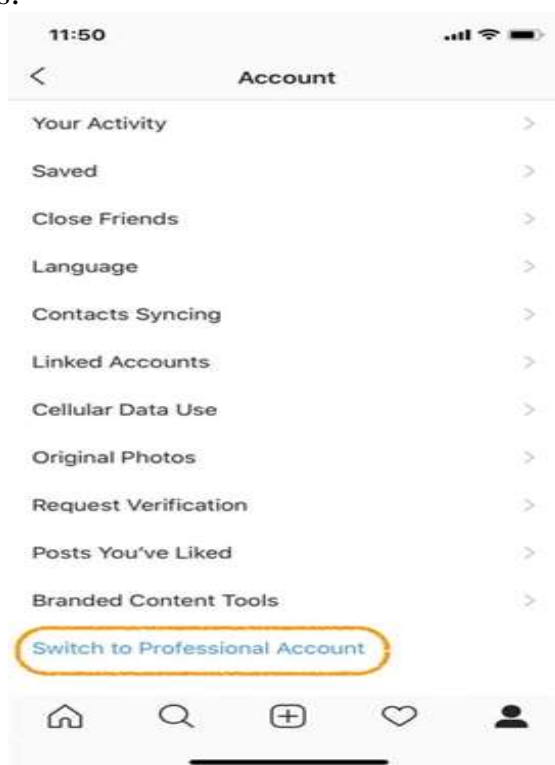 11:50
Account
Your Activity
Saved
Close Friends
Language
Contacts Syncing
Linked Accounts
Cellular Data Use
Original Photos
Request Verification
Posts You've Liked
Branded Content Tools
Switch to Professional Account